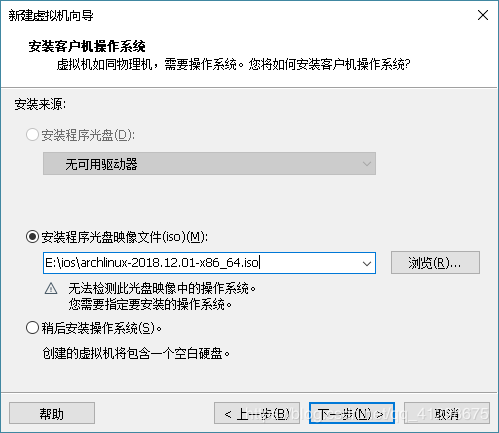 新建虚拟机向导
安装客户机操作系统
虚拟机如同物理机，需要操作系统。您将如何安装客户机操作系统?
安装来源:
安装程序光盘(D):
无可用驱动器
安装程序光盘映像文件(iso)(M):
E:\ios\archlinux-2018.12.01-x86_64.iso
浏览(R)...
无法检测此光盘映像中的操作系统。
您需要指定要安装的操作系统。
稍后安装操作系统(S)。
创建的虚拟机将包含一个空白硬盘。
帮助
< 上一步(B)
下一步(N) >
取消